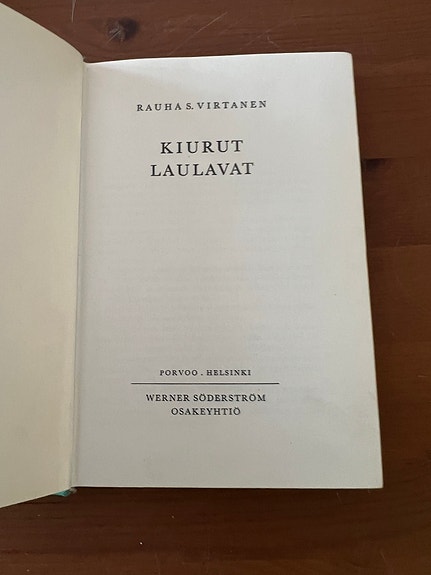 RAUHA S. VIRTANEN
KIURUT
LAULAVAT
PORVOO . HELSINKI
WERNER SÖDERSTRÖM
OSAKEYHTIÖ